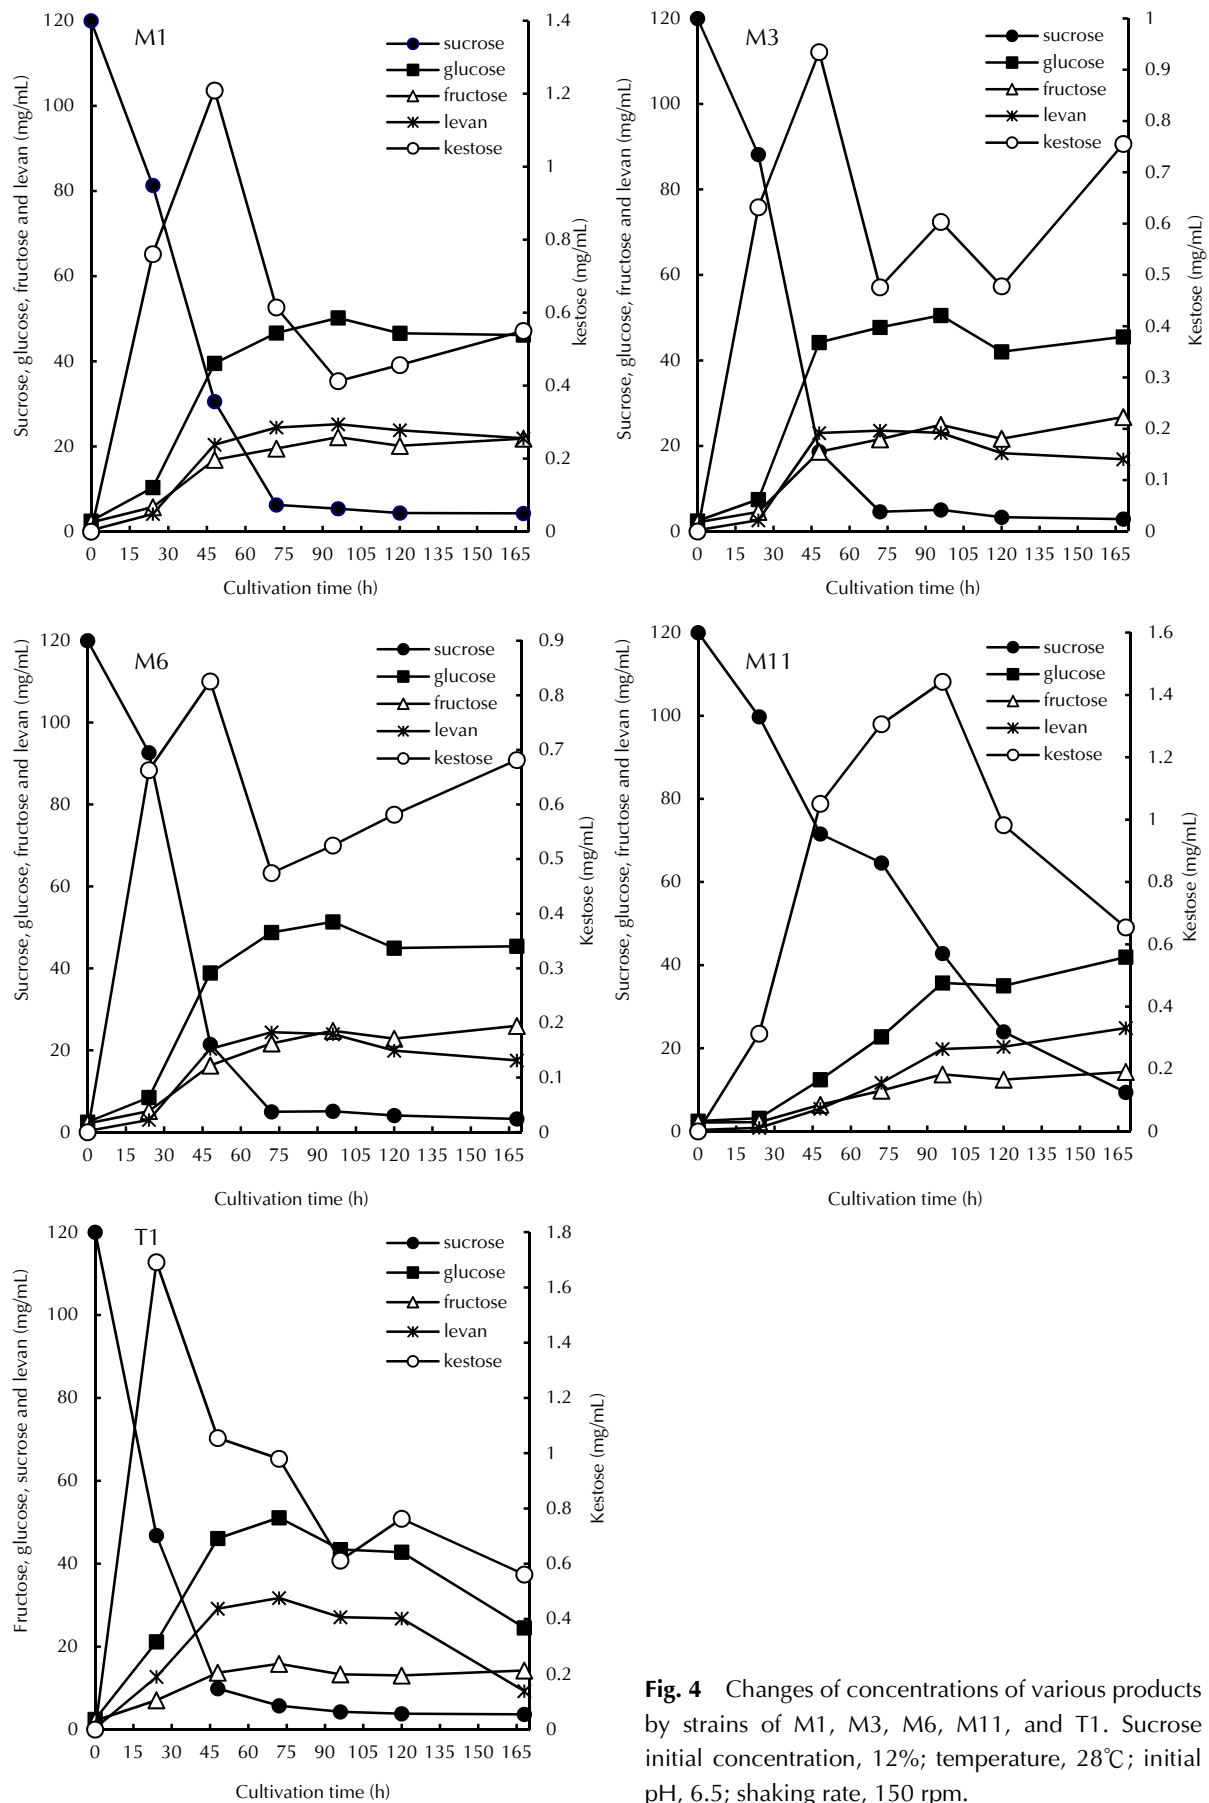 M1
sucrose
glucose
fructose
levan
kestose
Sucrose, glucose, fructose and levan (mg/mL)
120
100
80
60
40
20
0
1.4
1.2
1
0.8
0.6
0.4
0.2
0
kestose (mg/mL)
0 15 30 45 60 75 90 105 120 135 150 165
Cultivation time (h)
M3
sucrose
glucose
fructose
levan
kestose
Sucrose, glucose, fructose and levan (mg/mL)
120
100
80
60
40
20
0
1
0.9
0.8
0.7
0.6
0.5
0.4
0.3
0.2
0.1
0
Kestose (mg/mL)
0 15 30 45 60 75 90 105 120 135 150 165
Cultivation time (h)
M6
sucrose
glucose
fructose
levan
kestose
Sucrose, glucose, fructose and levan (mg/mL)
120
100
80
60
40
20
0
0.9
0.8
0.7
0.6
0.5
0.4
0.3
0.2
0.1
0
Kestose (mg/mL)
0 15 30 45 60 75 90 105 120 135 150 165
Cultivation time (h)
M11
sucrose
glucose
fructose
levan
kestose
Sucrose, glucose, fructose and levan (mg/mL)
120
100
80
60
40
20
0
1.6
1.4
1.2
1
0.8
0.6
0.4
0.2
0
Kestose (mg/mL)
0 15 30 45 60 75 90 105 120 135 150 165
Cultivation time (h)
T1
sucrose
glucose
fructose
levan
kestose
Fructose, glucose, sucrose and levan (mg/mL)
120
100
80
60
40
20
0
1.8
1.6
1.4
1.2
1
0.8
0.6
0.4
0.2
0
Kestose (mg/mL)
0 15 30 45 60 75 90 105 120 135 150 165
Cultivation time (h)
Fig. 4 Changes of concentrations of various products
by strains of M1, M3, M6, M11, and T1. Sucrose
initial concentration, 12%; temperature, 28℃; initial
pH, 6.5; shaking rate, 150 rpm.